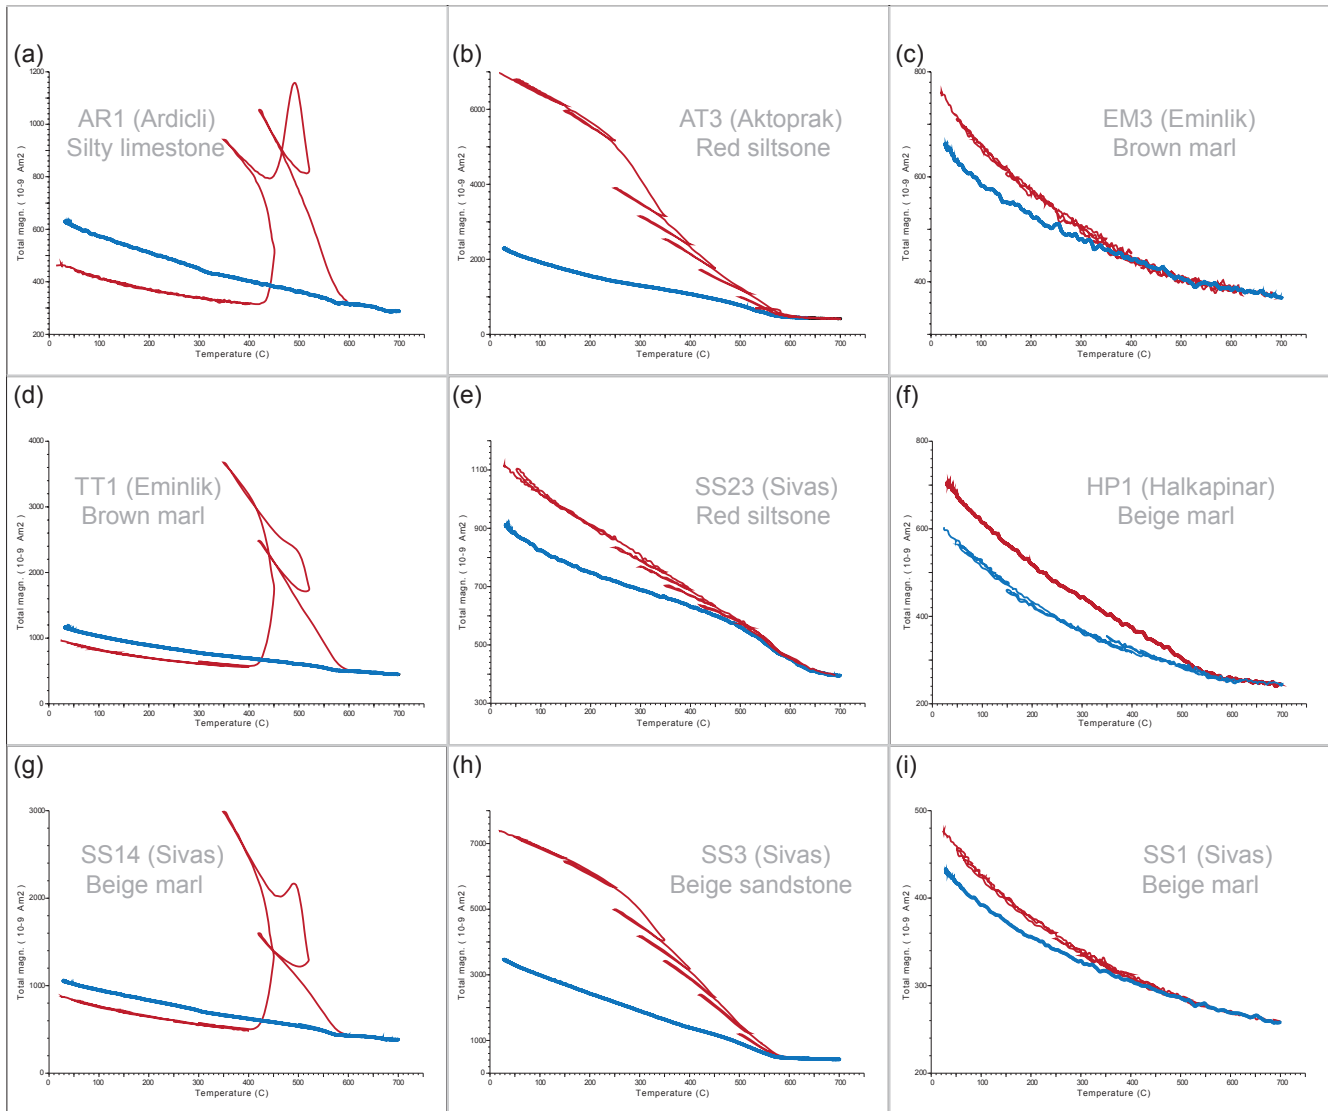 (a)
AR1 (Ardicli)
Silty limestone
Total magn. ( 10-9 Am2 )
1200
1000
800
600
400
200
0 100 200 300 400 500 600 700
Temperature (C)
(b)
AT3 (Aktoprak)
Red siltsone
Total magn. ( 10-9 Am2 )
6000
4000
2000
0
0 100 200 300 400 500 600 700
Temperature (C)
(c)
EM3 (Eminlik)
Brown marl
Total magn. ( 10-9 Am2 )
800
600
400
0 100 200 300 400 500 600 700
Temperature (C)
(d)
TT1 (Eminlik)
Brown marl
Total magn. ( 10-9 Am2 )
4000
3000
2000
1000
0
0 100 200 300 400 500 600 700
Temperature (C)
(e)
SS23 (Sivas)
Red siltsone
Total magn. ( 10-9 Am2 )
1100
900
700
500
300
0 100 200 300 400 500 600 700
Temperature (C)
(f)
HP1 (Halkapinar)
Beige marl
Total magn. ( 10-9 Am2 )
800
600
400
200
0 100 200 300 400 500 600 700
Temperature (C)
(g)
SS14 (Sivas)
Beige marl
Total magn. ( 10-9 Am2 )
3000
2000
1000
0
0 100 200 300 400 500 600 700
Temperature (C)
(h)
SS3 (Sivas)
Beige sandstone
Total magn. ( 10-9 Am2 )
7000
5000
3000
1000
0
0 100 200 300 400 500 600 700
Temperature (C)
(i)
SS1 (Sivas)
Beige marl
Total magn. ( 10-9 Am2 )
500
400
300
200
0 100 200 300 400 500 600 700
Temperature (C)